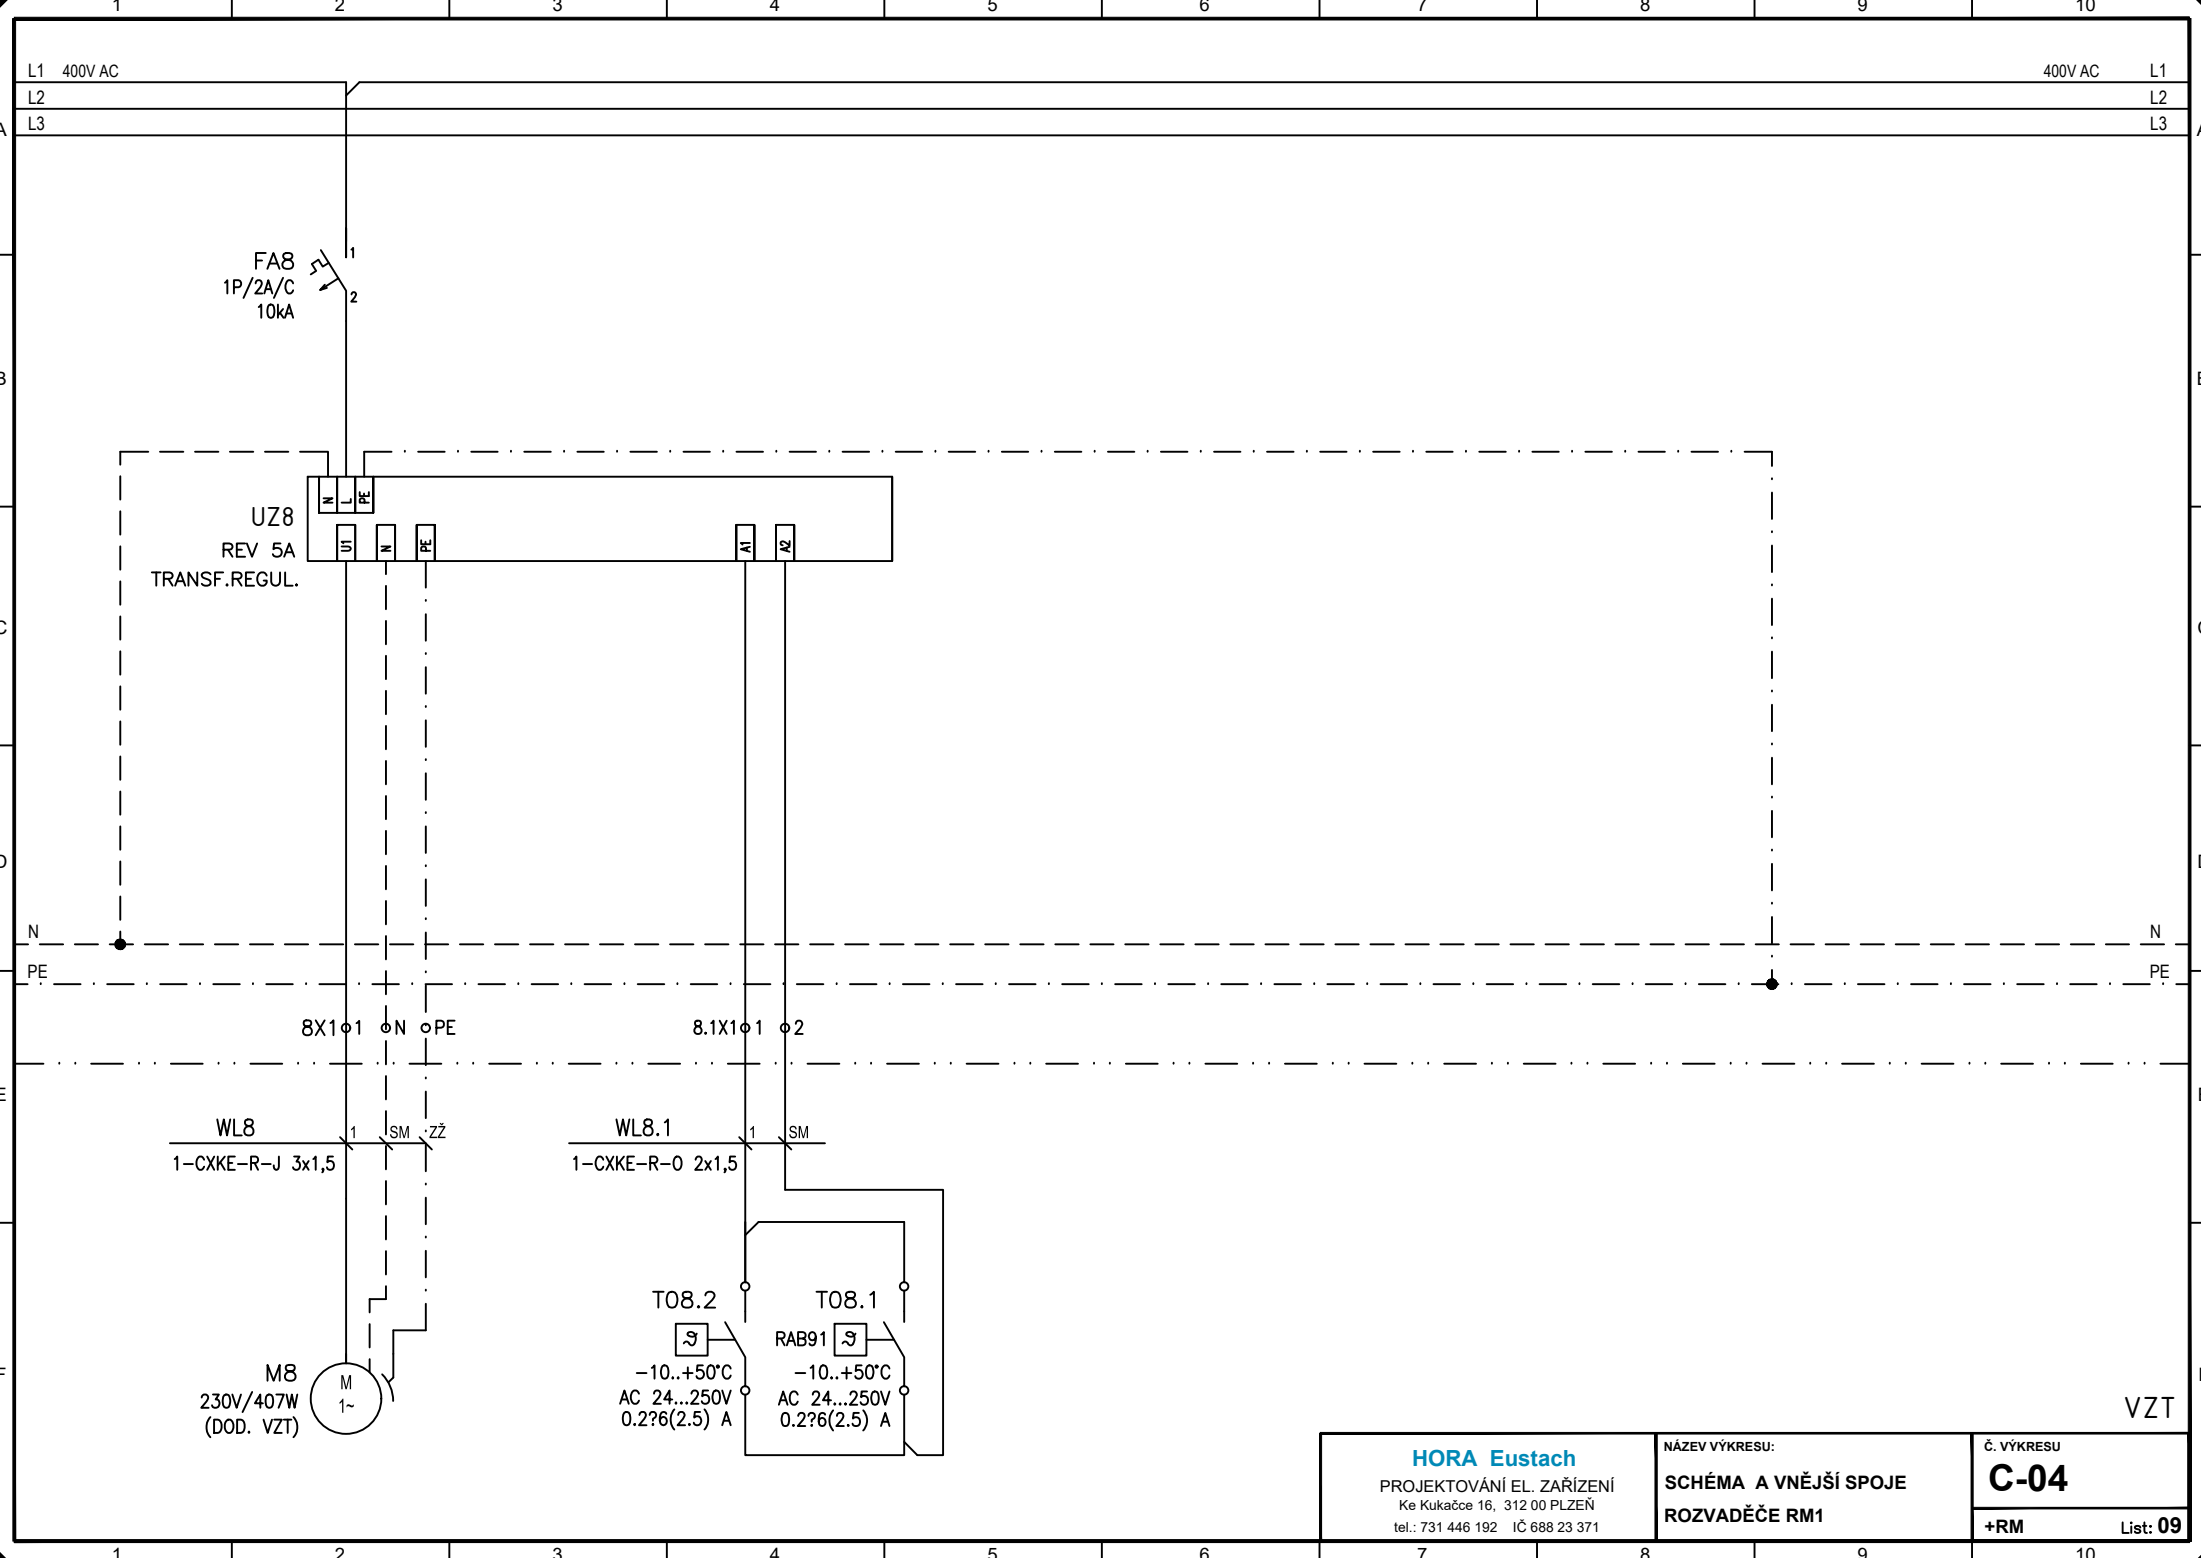 1 2 3 4 5 6 7 8 9 10
L1 400V AC 400V AC L1
L2 L2
L3 L3
A A
FA8
1P/2A/C
10kA
1
2
B
N L PE
UZ8
REV 5A
TRANSF.REGUL.
U1 N PE A1 A2
C
D
N N
PE PE
8X1 1 N PE 8.1X1 1 2
E
WL8 1 SM ZŽ WL8.1 1 SM
1-CXKE-R-J 3x1,5 1-CXKE-R-O 2x1,5
TO8.2 TO8.1
ϑ RAB91 ϑ
-10..+50°C -10..+50°C
AC 24...250V AC 24...250V
0.2?6(2.5) A 0.2?6(2.5) A
F
M8
230V/407W
(DOD. VZT)
M
1~
VZT
HORA Eustach
PROJEKTOVÁNÍ EL. ZAŘÍZENÍ
Ke Kukačce 16, 312 00 PLZEŇ
tel.: 731 446 192 IČ 688 23 371
NÁZEV VÝKRESU:
SCHÉMA A VNĚJŠÍ SPOJE
ROZVADĚČE RM1
Č. VÝKRESU
C-04
+RM List: 09
1 2 3 4 5 6 7 8 9 10